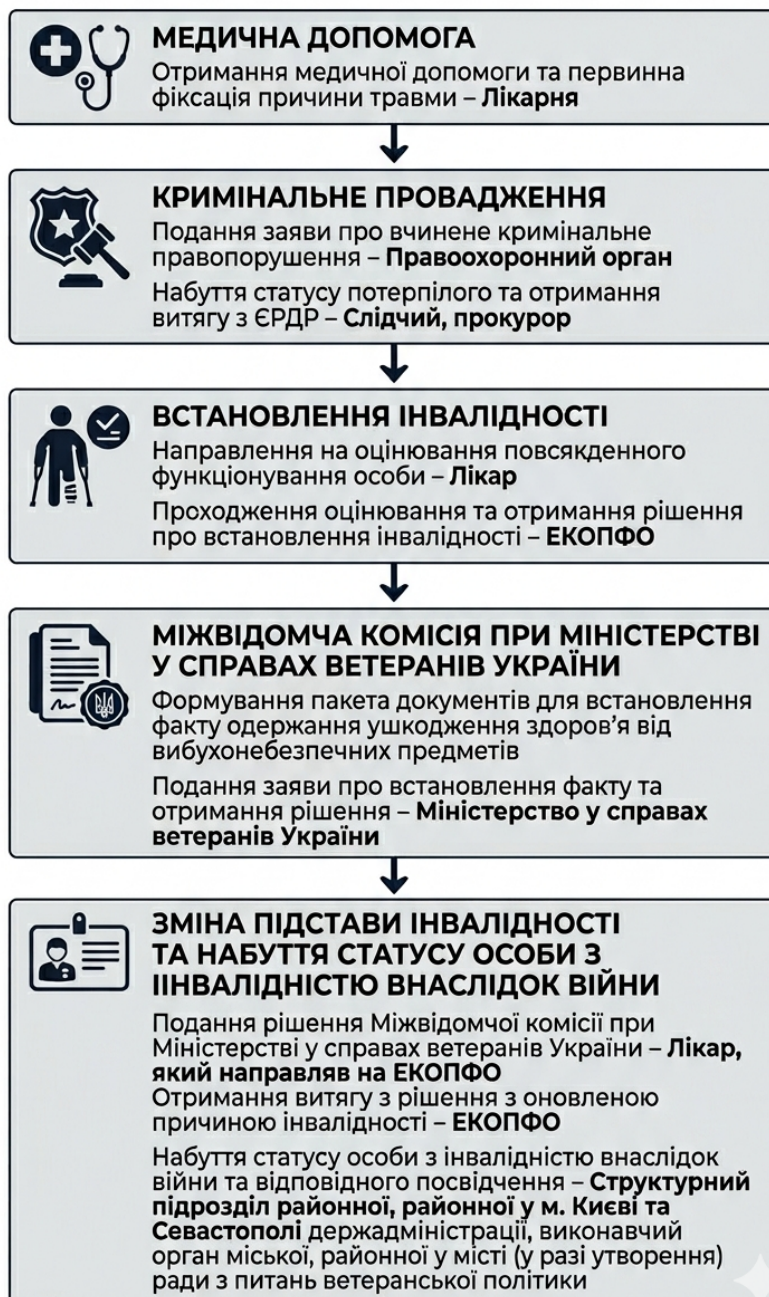 МЕДИЧНА ДОПОМОГА
Отримання медичної допомоги та первинна
фіксація причини травми – Лікарня
КРИМІНАЛЬНЕ ПРОВАДЖЕННЯ
Подання заяви про вчинене кримінальне
правопорушення – Правоохоронний орган
Набуття статусу потерпілого та отримання
витягу з ЄРДР – Слідчий, прокурор
ВСТАНОВЛЕННЯ ІНВАЛІДНОСТІ
Направлення на оцінювання повсякденного
функціонування особи – Лікар
Проходження оцінювання та отримання рішення
про встановлення інвалідності – ЕКОПФО
МІЖВІДОМЧА КОМІСІЯ ПРИ МІНІСТЕРСТВІ
У СПРАВАХ ВЕТЕРАНІВ УКРАЇНИ
Формування пакета документів для встановлення
факту одержання ушкодження здоров’я від
вибухонебезпечних предметів
Подання заяви про встановлення факту та
отримання рішення – Міністерство у справах
ветеранів України
ЗМІНА ПІДСТАВИ ІНВАЛІДНОСТІ
ТА НАБУТТЯ СТАТУСУ ОСОБИ З
ІІНВАЛІДНІСТЮ ВНАСЛІДОК ВІЙНИ
Подання рішення Міжвідомчої комісії при
Міністерстві у справах ветеранів України – Лікар,
який направляв на ЕКОПФО
Отримання витягу з рішення з оновленою
причиною інвалідності – ЕКОПФО
Набуття статусу особи з інвалідністю внаслідок
війни та відповідного посвідчення – Структурний
підрозділ районної, районної у м. Києві та
Севастополі держадміністрації, виконавчий
орган міської, районної у місті (у разі утворення)
ради з питань ветеранської політики